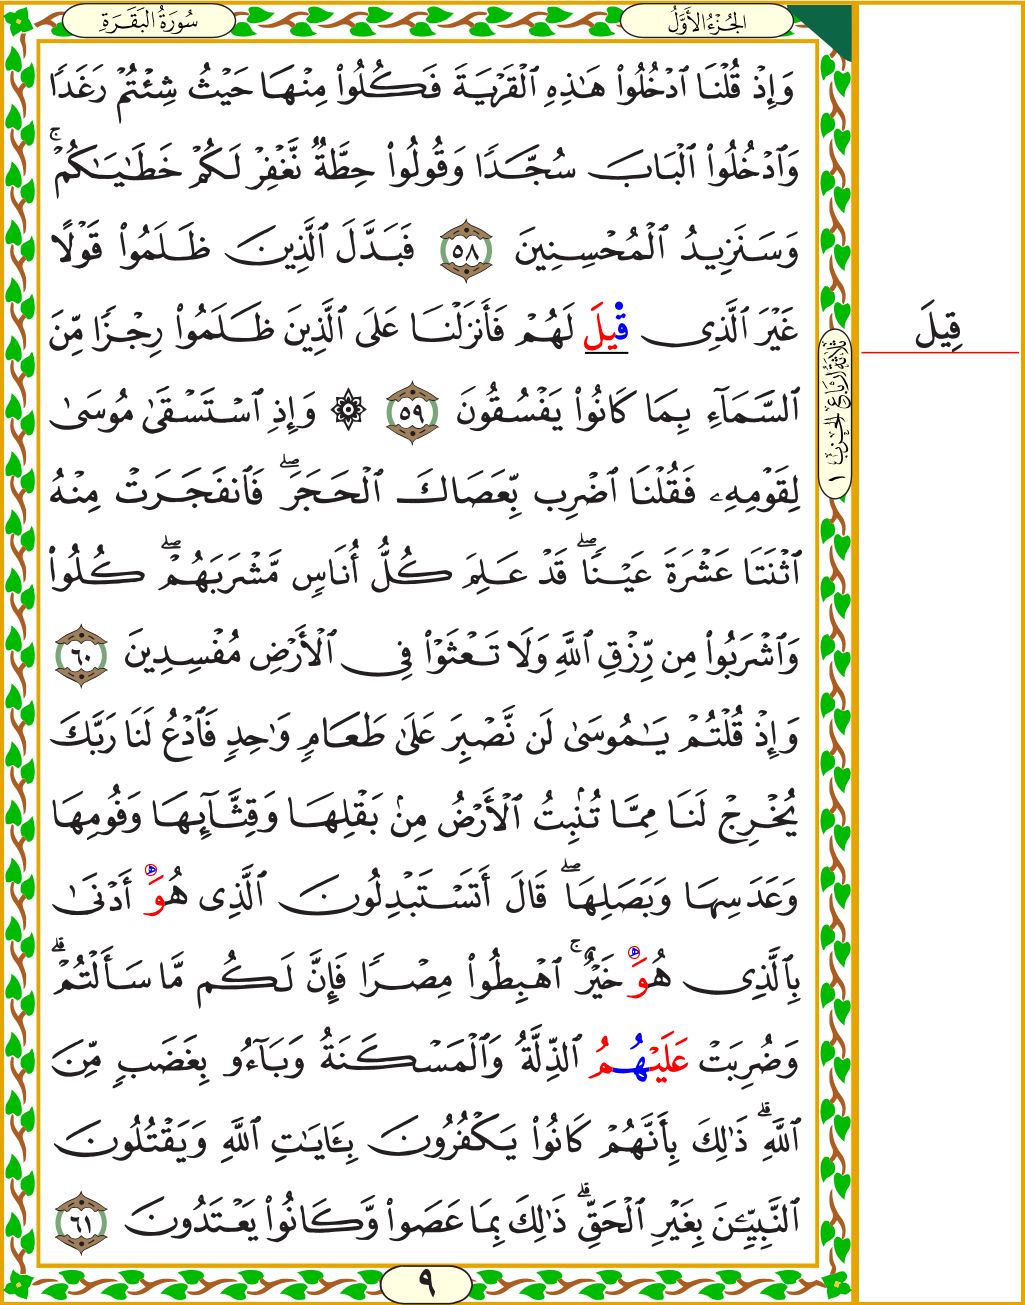 سُورَةُ البَقَرَةِ
الجُزْءُ الأَوَّلُ
وَإِذْ قُلْنَا ٱدْخُلُواْ هَٰذِهِ ٱلْقَرْيَةَ فَكُلُواْ مِنْهَا حَيْثُ شِئْتُمْ رَغَدًا
وَٱدْخُلُواْ ٱلْبَابَ سُجَّدًا وَقُولُواْ حِطَّةٌ نَّغْفِرْ لَكُمْ خَطَٰيَٰكُمْۚ
وَسَنَزِيدُ ٱلْمُحْسِنِينَ ٥٨ فَبَدَّلَ ٱلَّذِينَ ظَلَمُواْ قَوْلًا
غَيْرَ ٱلَّذِى قْيلَ لَهُمْ فَأَنزَلْنَا عَلَى ٱلَّذِينَ ظَلَمُواْ رِجْزًا مِّنَ
قِيلَ
ٱلسَّمَآءِ بِمَا كَانُواْ يَفْسُقُونَ ٥٩ ۞ وَإِذِ ٱسْتَسْقَىٰ مُوسَىٰ
ثَلَاثَةُ أَرْبَاعِ الحِزْبِ ١
لِقَوْمِهِۦ فَقُلْنَا ٱضْرِب بِّعَصَاكَ ٱلْحَجَرَۖ فَٱنفَجَرَتْ مِنْهُ
ٱثْنَتَا عَشْرَةَ عَيْنًاۖ قَدْ عَلِمَ كُلُّ أُنَاسٍ مَّشْرَبَهُمْۖ كُلُواْ
وَٱشْرَبُواْ مِن رِّزْقِ ٱللَّهِ وَلَا تَعْثَوْاْ فِى ٱلْأَرْضِ مُفْسِدِينَ ٦٠
وَإِذْ قُلْتُمْ يَٰمُوسَىٰ لَن نَّصْبِرَ عَلَىٰ طَعَامٍ وَٰحِدٍ فَٱدْعُ لَنَا رَبَّكَ
يُخْرِجْ لَنَا مِمَّا تُنۢبِتُ ٱلْأَرْضُ مِنۢ بَقْلِهَا وَقِثَّآئِهَا وَفُومِهَا
وَعَدَسِهَا وَبَصَلِهَاۖ قَالَ أَتَسْتَبْدِلُونَ ٱلَّذِى هُوَ أَدْنَىٰ
بِٱلَّذِى هُوَ خَيْرٌۚ ٱهْبِطُواْ مِصْرًا فَإِنَّ لَكُم مَّا سَأَلْتُمْۗ
وَضُرِبَتْ عَلَيْهُمُ ٱلذِّلَّةُ وَٱلْمَسْكَنَةُ وَبَآءُو بِغَضَبٍ مِّنَ
ٱللَّهِۗ ذَٰلِكَ بِأَنَّهُمْ كَانُواْ يَكْفُرُونَ بِـَٔايَٰتِ ٱللَّهِ وَيَقْتُلُونَ
ٱلنَّبِيِّـۧنَ بِغَيْرِ ٱلْحَقِّۗ ذَٰلِكَ بِمَا عَصَواْ وَّكَانُواْ يَعْتَدُونَ ٦١
٩